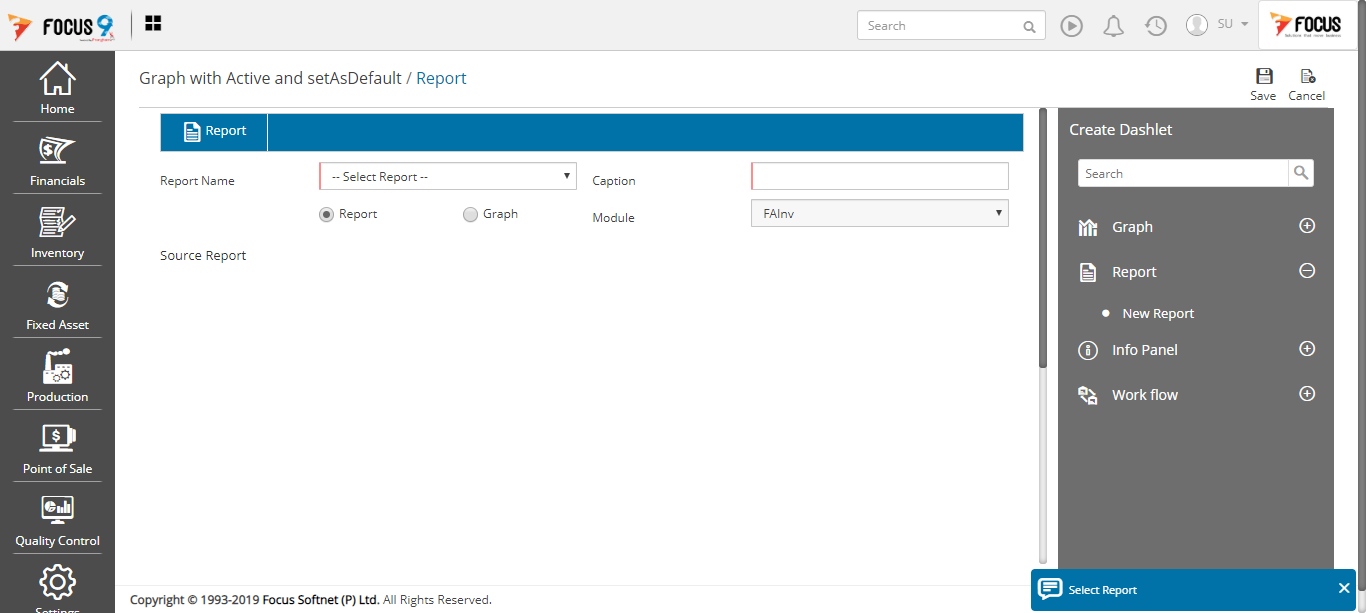 FOCUS 9
Search
SU
FOCUS
Graph with Active and setAsDefault / Report
Save
Cancel
Home
Financials
Inventory
Fixed Asset
Production
Point of Sale
Quality Control
Settings
Report
Report Name
-- Select Report --
Caption
Report
Graph
Module
FAInv
Source Report
Create Dashlet
Search
Graph
Report
New Report
Info Panel
Work flow
Copyright © 1993-2019 Focus Softnet (P) Ltd. All Rights Reserved.
Select Report